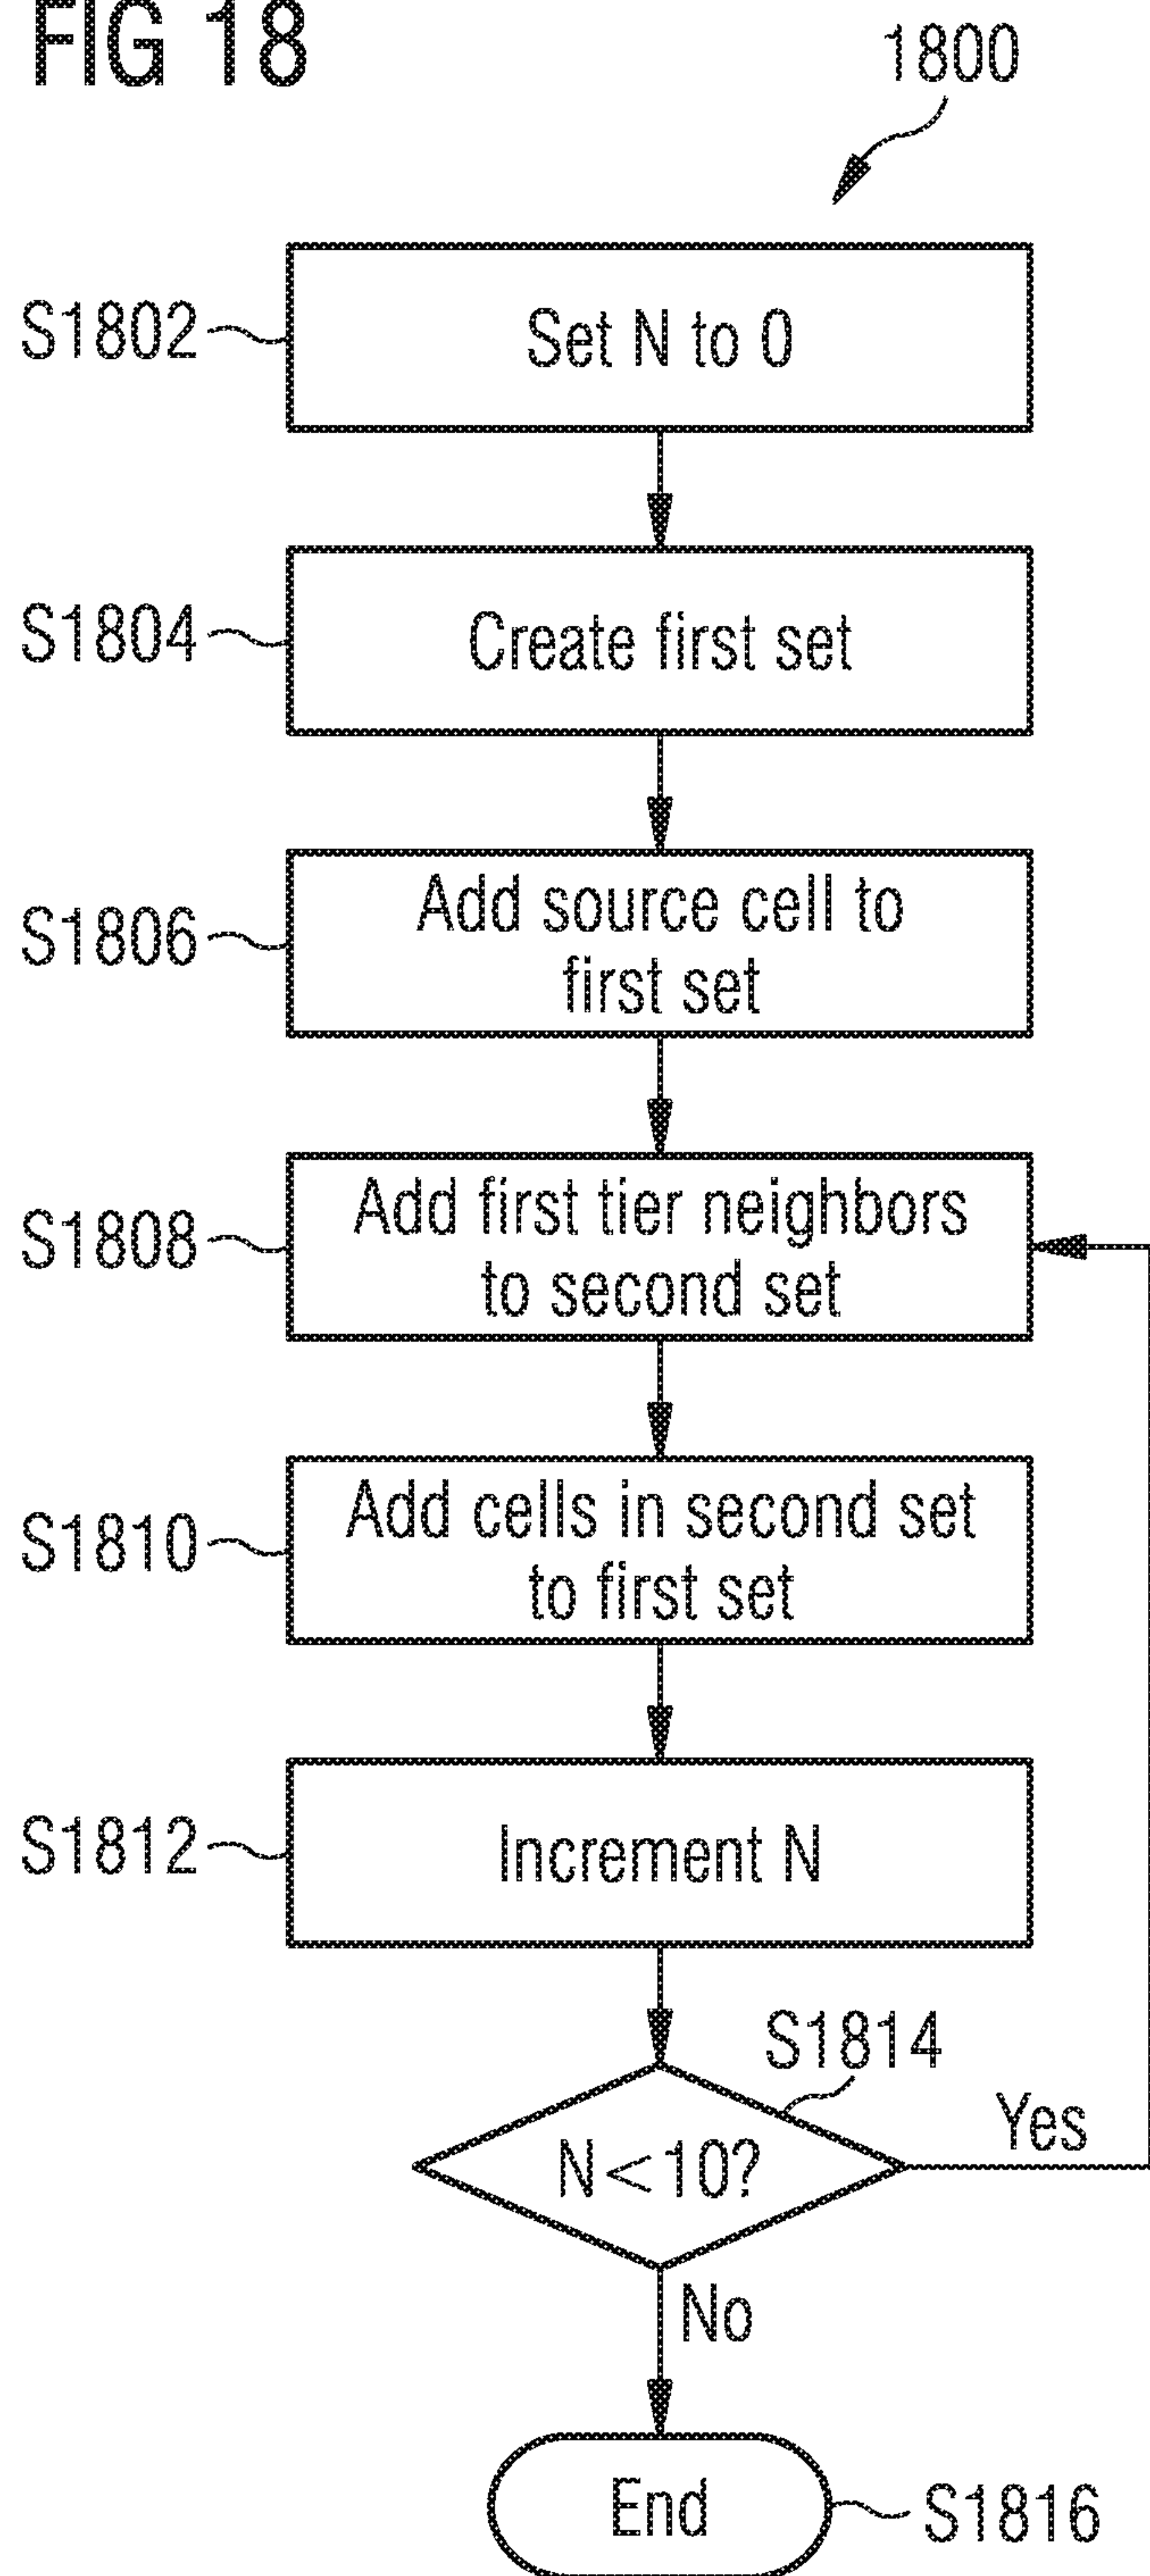 FIG 18
1800
S1802
Set N to 0
S1804
Create first set
S1806
Add source cell to
first set
S1808
Add first tier neighbors
to second set
S1810
Add cells in second set
to first set
S1812
Increment N
S1814
N<10?
Yes
No
End
S1816